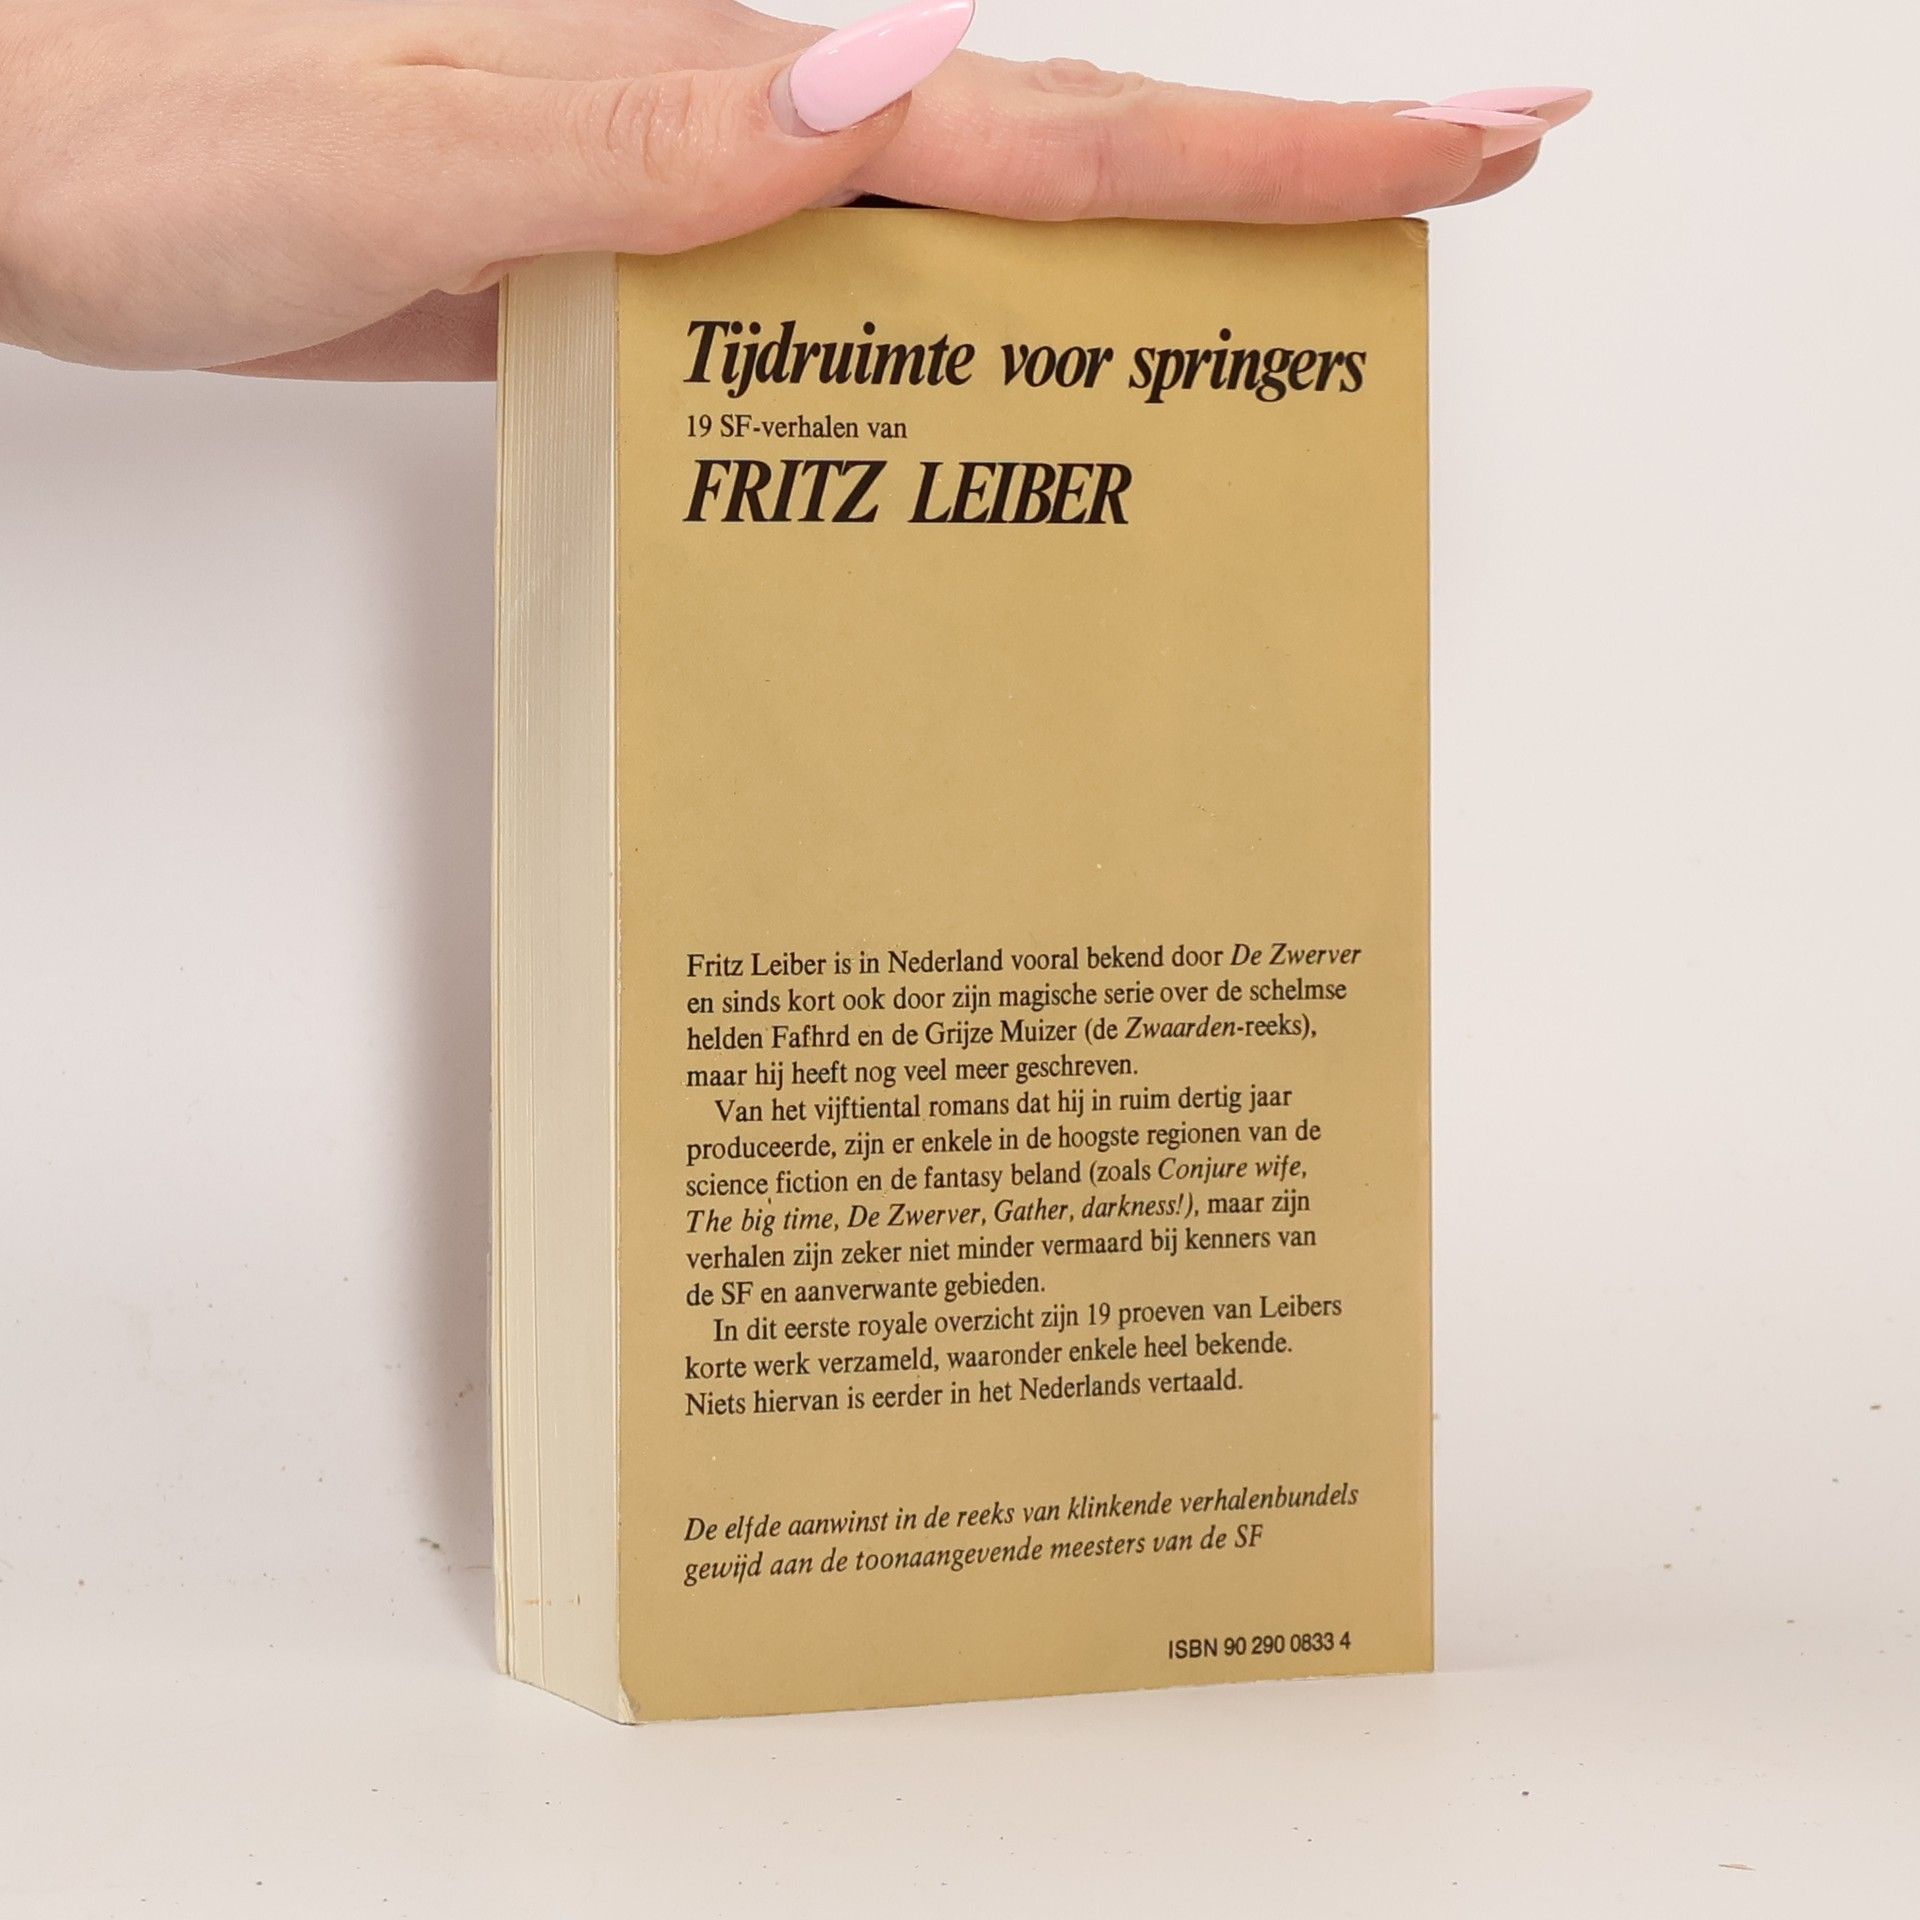 Tijdruimte voor springers
19 SF-verhalen van
FRITZ LEIBER
Fritz Leiber is in Nederland vooral bekend door De Zwerver
en sinds kort ook door zijn magische serie over de schelmse
helden Fafhrd en de Grijze Muizer (de Zwaarden-reeks),
maar hij heeft nog veel meer geschreven.
Van het vijftiental romans dat hij in ruim dertig jaar
produceerde, zijn er enkele in de hoogste regionen van de
science fiction en de fantasy beland (zoals Conjure wife,
The big time, De Zwerver, Gather, darkness!), maar zijn
verhalen zijn zeker niet minder vermaard bij kenners van
de SF en aanverwante gebieden.
In dit eerste royale overzicht zijn 19 proeven van Leibers
korte werk verzameld, waaronder enkele heel bekende.
Niets hiervan is eerder in het Nederlands vertaald.
De elfde aanwinst in de reeks van klinkende verhalenbundels
gewijd aan de toonaangevende meesters van de SF
ISBN 90 290 0833 4